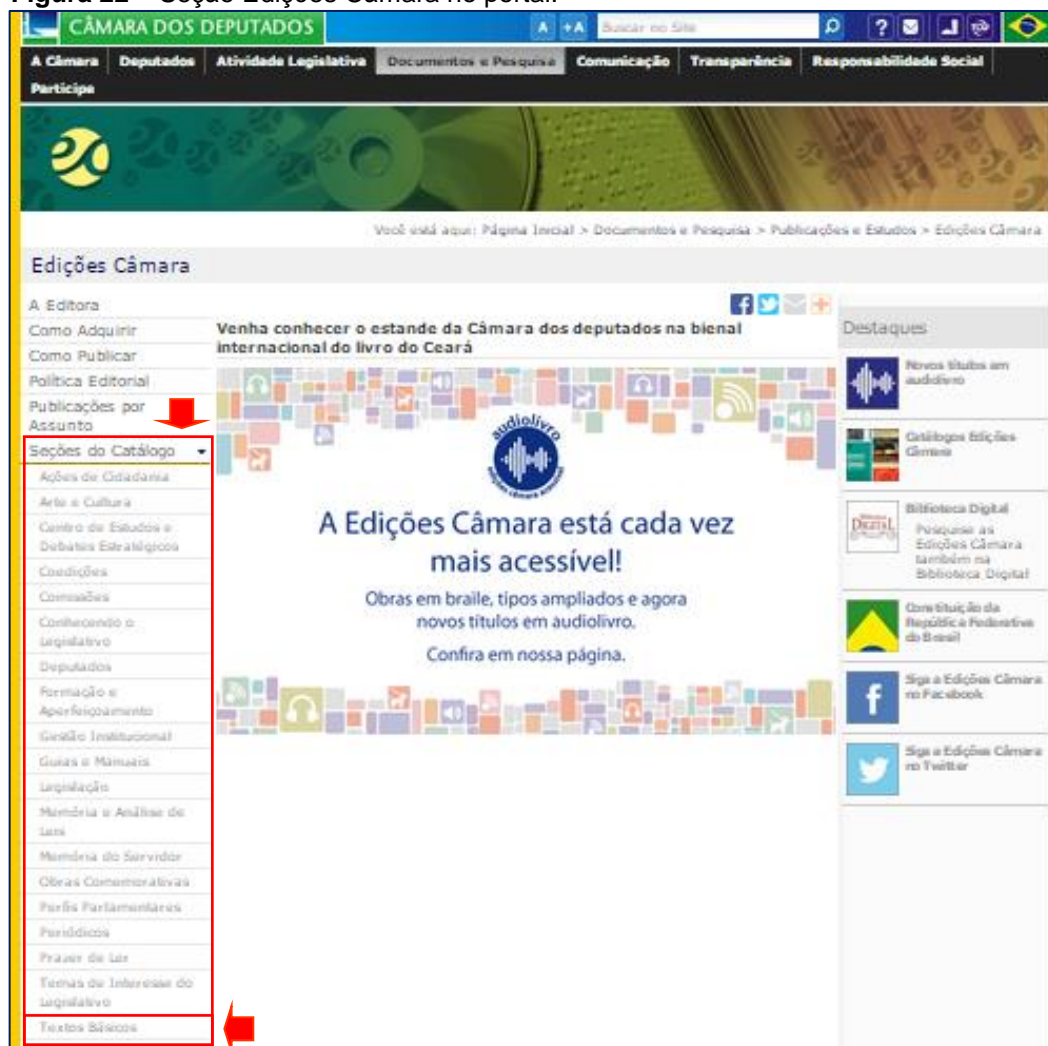 Figura 22 – Seção Edições Câmara no portal.
CÂMARA DOS DEPUTADOS
A +A Buscar no Site ?
A Câmara Deputados Atividade Legislativa Documentos e Pesquisa Comunicação Transparência Responsabilidade Social
Participe
Você está aqui: Página Inicial > Documentos e Pesquisa > Publicações e Estudos > Edições Câmara
Edições Câmara
A Editora
Como Adquirir
Como Publicar
Política Editorial
Publicações por
Assunto
Seções do Catálogo
Ações de Cidadania
Arte e Cultura
Centro de Estudos e
Debates Estratégicos
Coedições
Comissões
Conhecendo o
Legislativo
Deputados
Formação e
Aperfeiçoamento
Gestão Institucional
Guias e Manuais
Legislação
Memória e Análise de
Leis
Memória do Servidor
Obras Comemorativas
Perfis Parlamentares
Periódicos
Prazer de Ler
Temas de Interesse do
Legislativo
Textos Básicos
Venha conhecer o estande da Câmara dos deputados na bienal
internacional do livro do Ceará
audiolivro
edições câmara
A Edições Câmara está cada vez
mais acessível!
Obras em braile, tipos ampliados e agora
novos títulos em audiolivro.
Confira em nossa página.
Destaques
Novos títulos em
audiolivro
Catálogos Edições
Câmara
Biblioteca Digital
DIGITAL
Pesquise as
Edições Câmara
também na
Biblioteca Digital
Constituição da
República Federativa
do Brasil
Siga a Edições Câmara
no Facebook
Siga a Edições Câmara
no Twitter